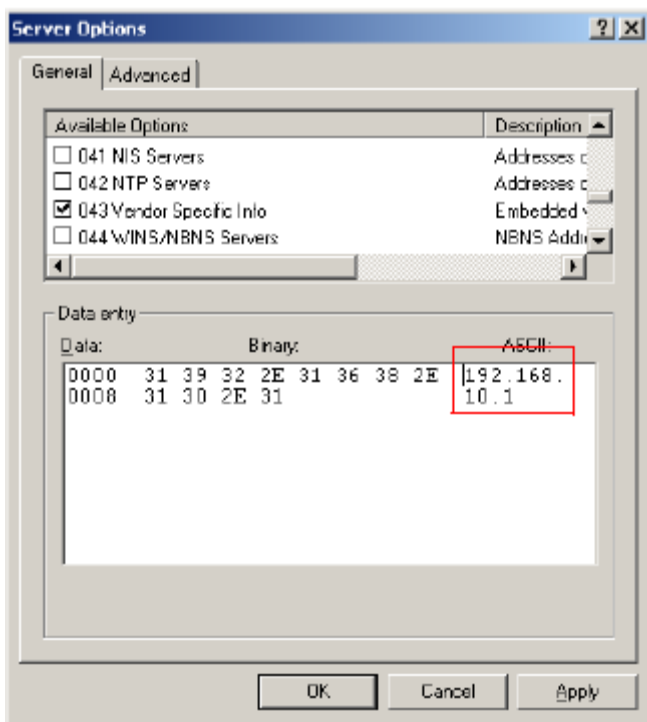 Server Options
General Advanced
Available Options Description
041 NIS Servers Addresses c
042 NTP Servers Addresses c
043 Vendor Specific Info Embedded v
044 WINS/NBNS Servers NBNS Addr
Data entry
Data: Binary: ASCII:
0000 31 39 32 2E 31 36 38 2E 192.168.
0008 31 30 2E 31 10.1
OK Cancel Apply